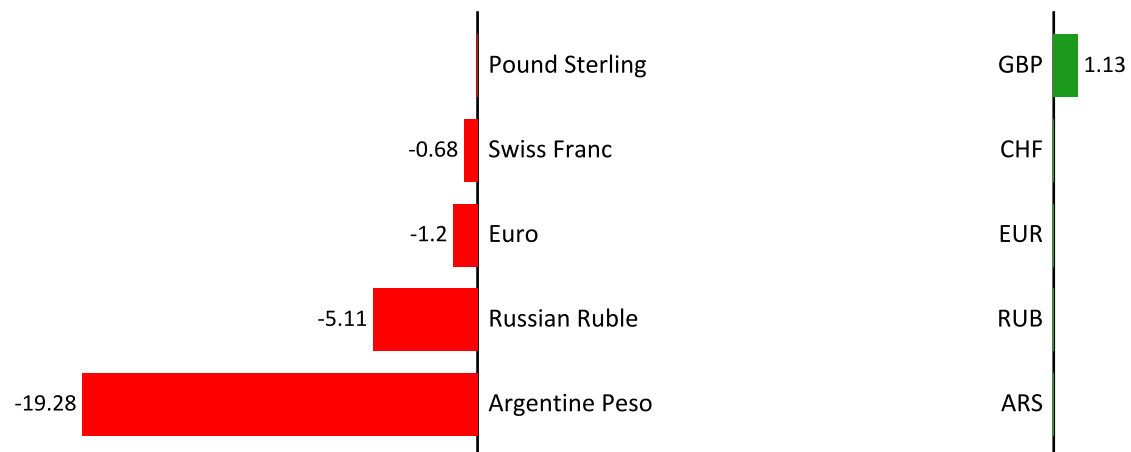 Pound Sterling GBP 1.13
-0.68 Swiss Franc CHF
-1.2 Euro EUR
-5.11 Russian Ruble RUB
-19.28 Argentine Peso ARS